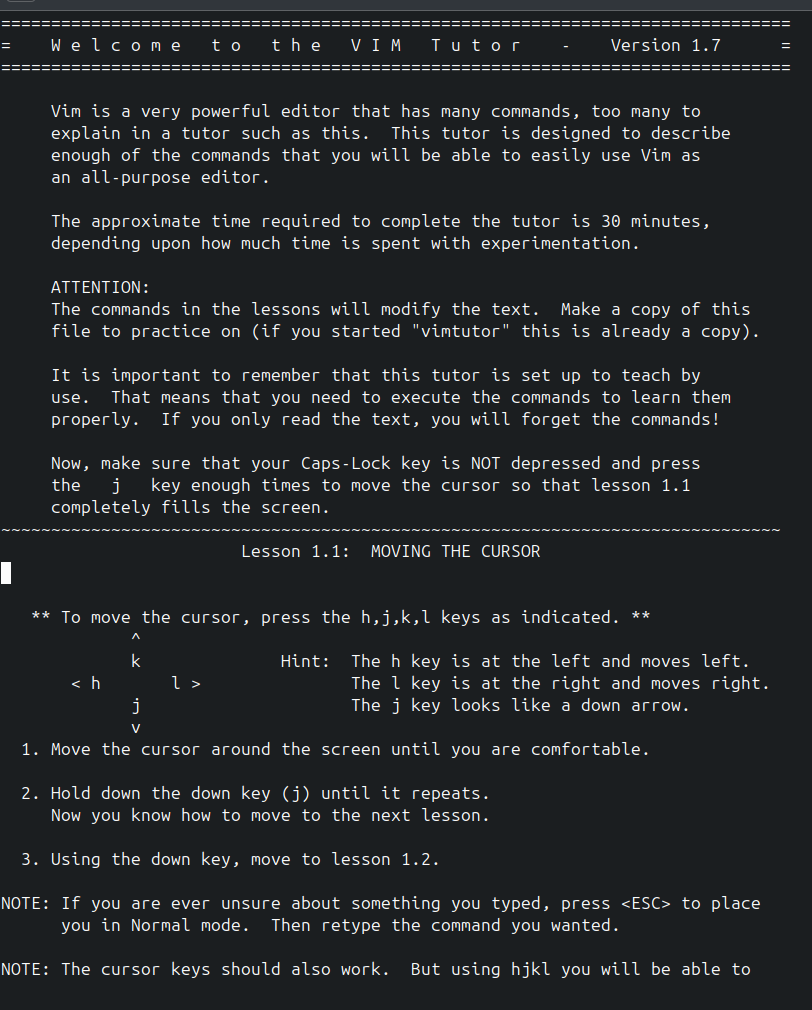 ===============================================================================
=    W e l c o m e   t o   t h e   V I M   T u t o r    -    Version 1.7      =
===============================================================================

     Vim is a very powerful editor that has many commands, too many to
     explain in a tutor such as this.  This tutor is designed to describe
     enough of the commands that you will be able to easily use Vim as
     an all-purpose editor.

     The approximate time required to complete the tutor is 30 minutes,
     depending upon how much time is spent with experimentation.

     ATTENTION:
     The commands in the lessons will modify the text.  Make a copy of this
     file to practice on (if you started "vimtutor" this is already a copy).

     It is important to remember that this tutor is set up to teach by
     use.  That means that you need to execute the commands to learn them
     properly.  If you only read the text, you will forget the commands!

     Now, make sure that your Caps-Lock key is NOT depressed and press
     the   j   key enough times to move the cursor so that lesson 1.1
     completely fills the screen.
~~~~~~~~~~~~~~~~~~~~~~~~~~~~~~~~~~~~~~~~~~~~~~~~~~~~~~~~~~~~~~~~~~~~~~~~~~~~~~
                        Lesson 1.1:  MOVING THE CURSOR


   ** To move the cursor, press the h,j,k,l keys as indicated. **
             ^
             k              Hint:  The h key is at the left and moves left.
       < h       l >               The l key is at the right and moves right.
             j                     The j key looks like a down arrow.
             v
  1. Move the cursor around the screen until you are comfortable.

  2. Hold down the down key (j) until it repeats.
     Now you know how to move to the next lesson.

  3. Using the down key, move to lesson 1.2.

NOTE: If you are ever unsure about something you typed, press <ESC> to place
      you in Normal mode.  Then retype the command you wanted.

NOTE: The cursor keys should also work.  But using hjkl you will be able to